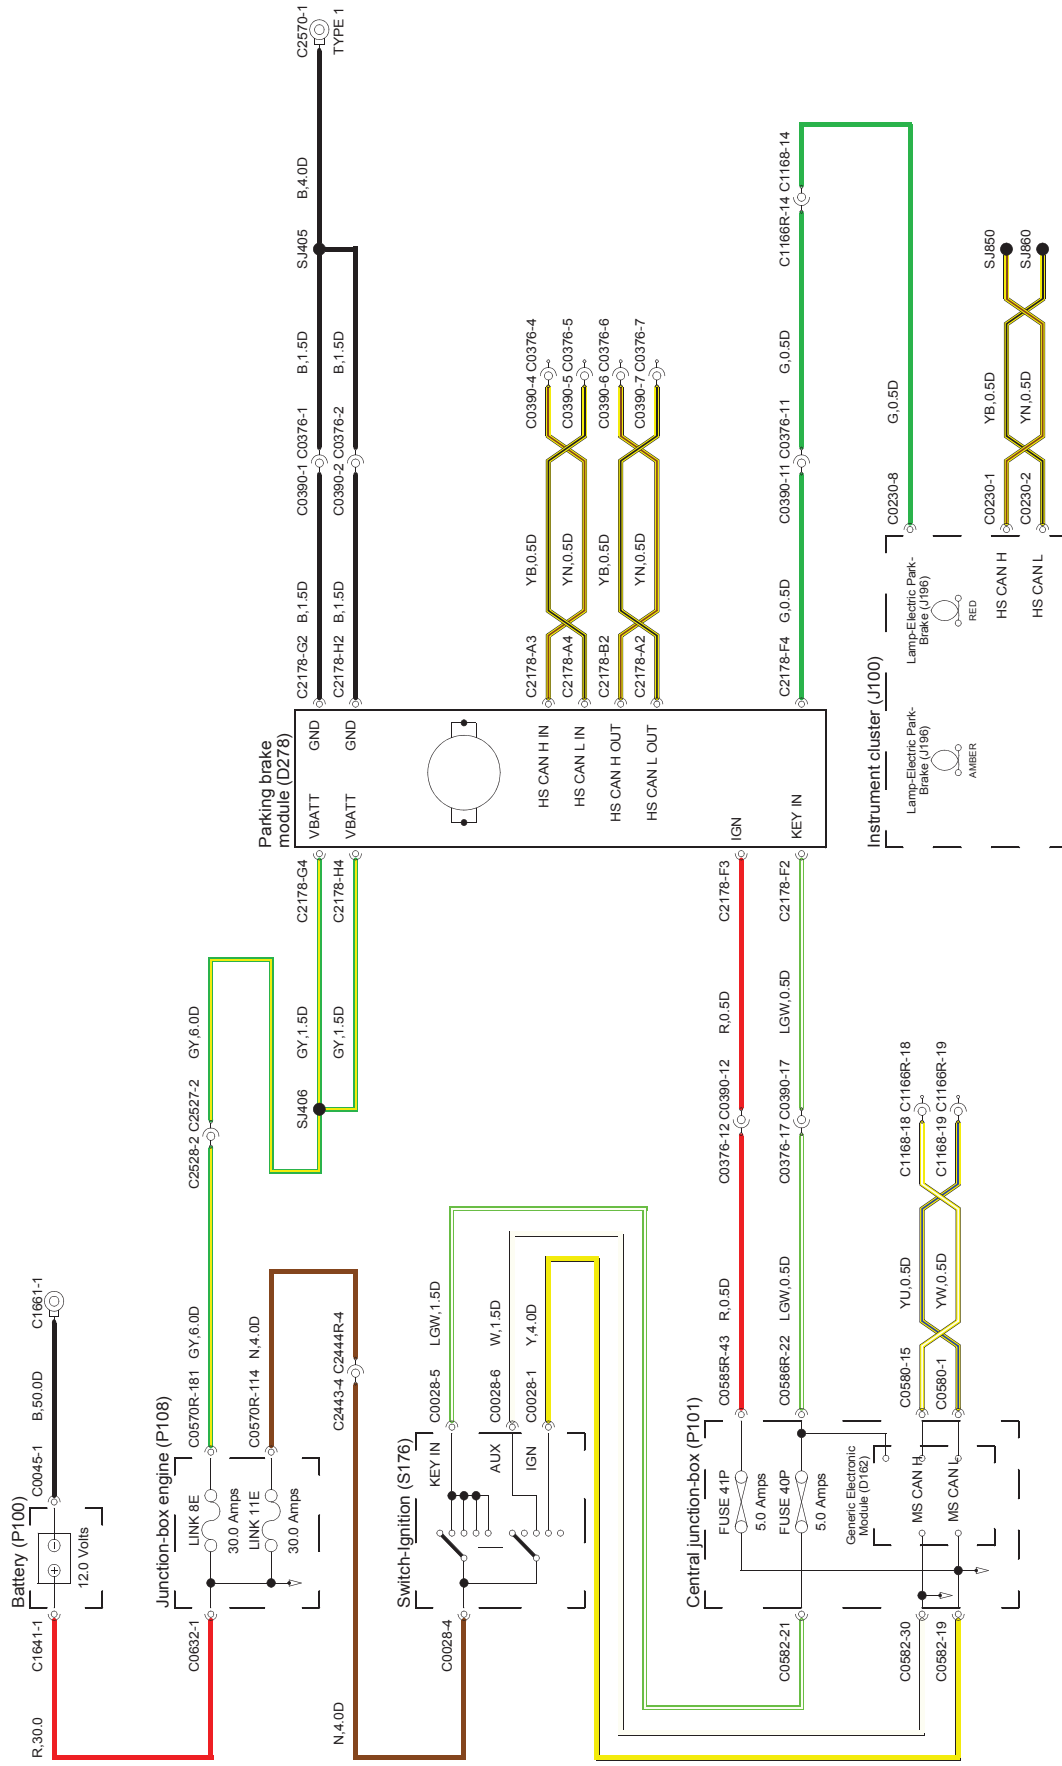 Battery (P100)
12.0 Volts
C1641-1
R,30.0
C0045-1
B,50.0D
C1661-1
Junction-box engine (P108)
LINK 8E
30.0 Amps
LINK 11E
30.0 Amps
C0632-1
C0570R-181
GY,6.0D
C2528-2
C2527-2
GY,6.0D
C0570R-114
N,4.0D
C2443-4
C2444R-4
N,4.0D
SJ406
GY,1.5D
C2178-G4
GY,1.5D
C2178-H4
Parking brake
module (D278)
VBATT
GND
VBATT
GND
HS CAN H IN
HS CAN L IN
HS CAN H OUT
HS CAN L OUT
IGN
KEY IN
C2178-G2
B,1.5D
C0390-1
C0376-1
B,1.5D
SJ405
B,4.0D
C2570-1
TYPE 1
C2178-H2
B,1.5D
C0390-2
C0376-2
B,1.5D
Switch-Ignition (S176)
C0028-4
KEY IN
AUX
IGN
C0028-5
LGW,1.5D
C0028-6
W,1.5D
C0028-1
Y,4.0D
C2178-A3
YB,0.5D
C0390-4
C0376-4
C2178-A4
YN,0.5D
C0390-5
C0376-5
C2178-B2
YB,0.5D
C0390-6
C0376-6
C2178-A2
YN,0.5D
C0390-7
C0376-7
Central junction-box (P101)
FUSE 41P
5.0 Amps
FUSE 40P
5.0 Amps
Generic Electronic
Module (D162)
MS CAN H
MS CAN L
C0582-21
C0582-30
C0582-19
C0585R-43
R,0.5D
C0376-12
C0390-12
R,0.5D
C2178-F3
C0586R-22
LGW,0.5D
C0376-17
C0390-17
LGW,0.5D
C2178-F2
C0580-15
YU,0.5D
C1168-18
C1166R-18
C0580-1
YW,0.5D
C1168-19
C1166R-19
C2178-F4
G,0.5D
C0390-11
C0376-11
G,0.5D
C1166R-14
C1168-14
Instrument cluster (J100)
Lamp-Electric Park-
Brake (J196)
AMBER
Lamp-Electric Park-
Brake (J196)
RED
C0230-8
G,0.5D
HS CAN H
C0230-1
YB,0.5D
SJ850
HS CAN L
C0230-2
YN,0.5D
SJ860